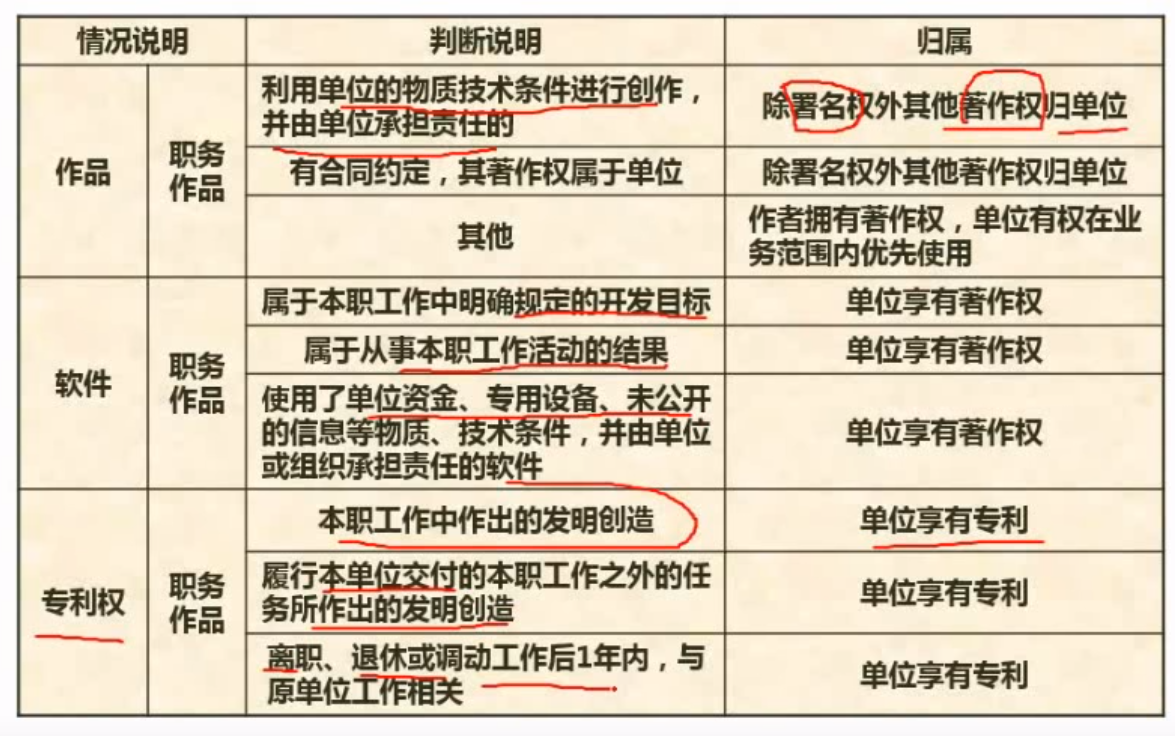 情况说明
判断说明
归属
作品
职务
作品
利用单位的物质技术条件进行创作，
并由单位承担责任的
除署名权外其他著作权归单位
有合同约定，其著作权属于单位
除署名权外其他著作权归单位
其他
作者拥有著作权，单位有权在业
务范围内优先使用
软件
职务
作品
属于本职工作中明确规定的开发目标
单位享有著作权
属于从事本职工作活动的结果
单位享有著作权
使用了单位资金、专用设备、未公开
的信息等物质、技术条件，并由单位
或组织承担责任的软件
单位享有著作权
专利权
职务
作品
本职工作中作出的发明创造
单位享有专利
履行本单位交付的本职工作之外的任
务所作出的发明创造
单位享有专利
离职、退休或调动工作后1年内，与
原单位工作相关
单位享有专利